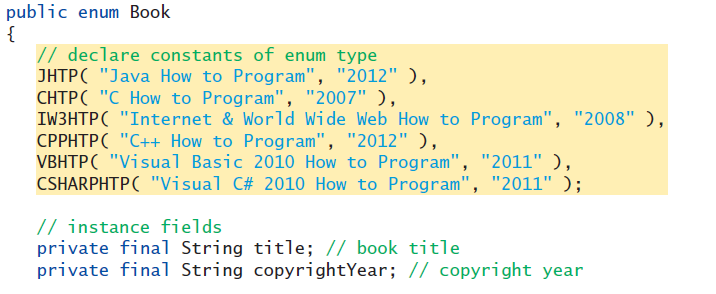 public enum Book
{
// declare constants of enum type
JHTP( "Java How to Program", "2012" ),
CHTP( "C How to Program", "2007" ),
IW3HTP( "Internet & World Wide Web How to Program", "2008" ),
CPPHTP( "C++ How to Program", "2012" ),
VBHTP( "Visual Basic 2010 How to Program", "2011" ),
CSHARPHTP( "Visual C# 2010 How to Program", "2011" );
// instance fields
private final String title; // book title
private final String copyrightYear; // copyright year